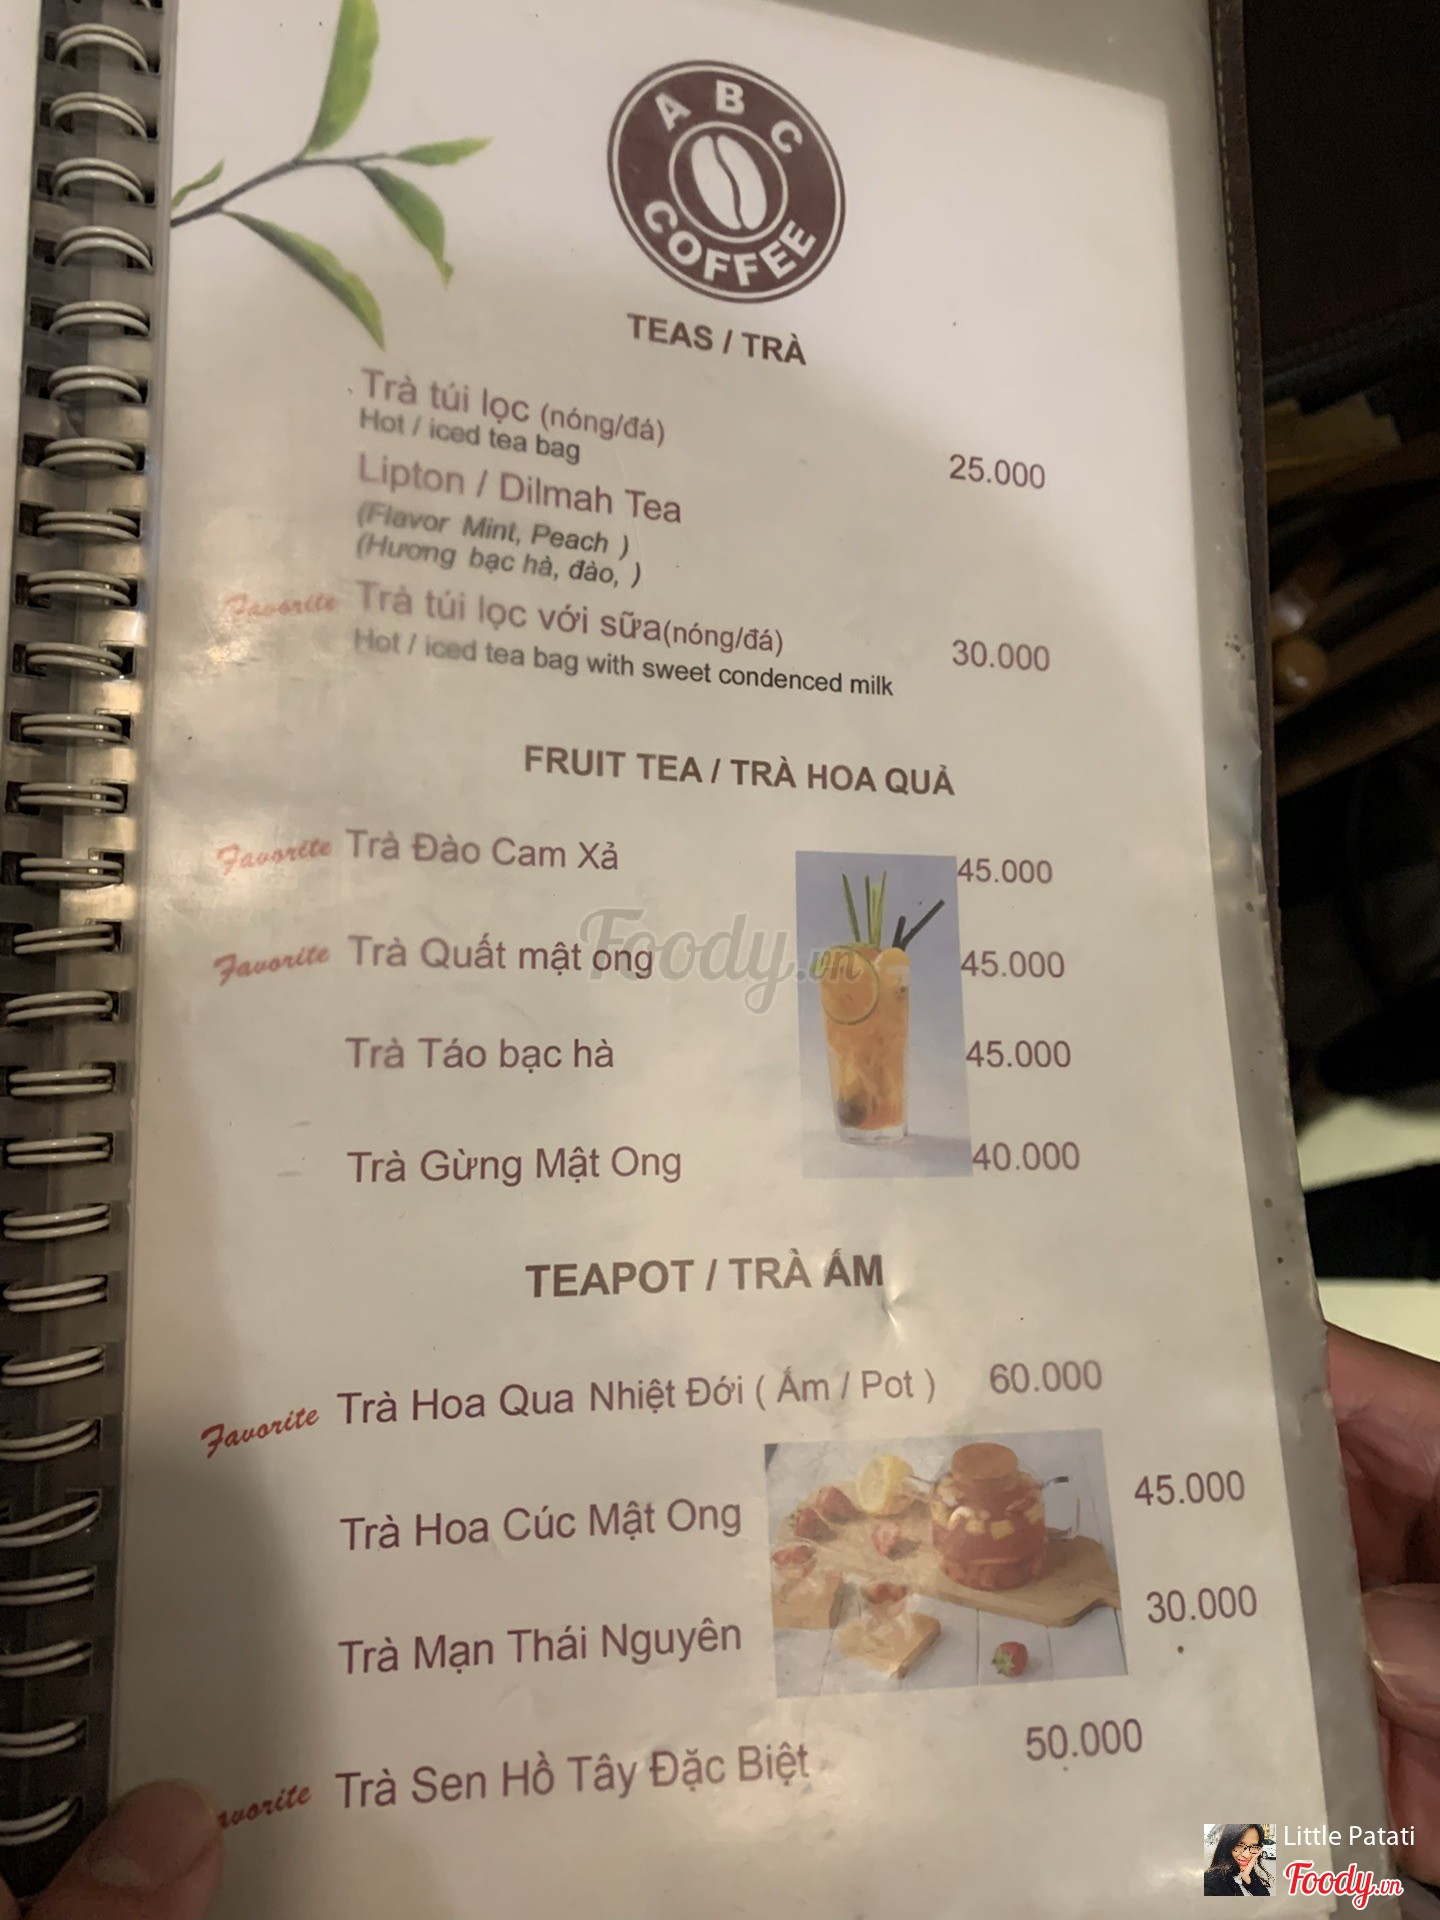 ABC COFFEE
TEAS / TRÀ
Trà túi lọc (nóng/đá)
Hot / iced tea bag
25.000
Lipton / Dilmah Tea
(Flavor Mint, Peach )
(Hương bạc hà, đào, )
Favorite Trà túi lọc với sữa(nóng/đá)
30.000
Hot / iced tea bag with sweet condenced milk
FRUIT TEA / TRÀ HOA QUẢ
Favorite Trà Đào Cam Xả 45.000
Favorite Trà Quất mật ong 45.000
Foody.vn
Trà Táo bạc hà 45.000
Trà Gừng Mật Ong 40.000
TEAPOT / TRÀ ẤM
Favorite Trà Hoa Qua Nhiệt Đới ( Ấm / Pot ) 60.000
Trà Hoa Cúc Mật Ong 45.000
Trà Mạn Thái Nguyên 30.000
avorite Trà Sen Hồ Tây Đặc Biệt 50.000
Little Patati
Foody.vn